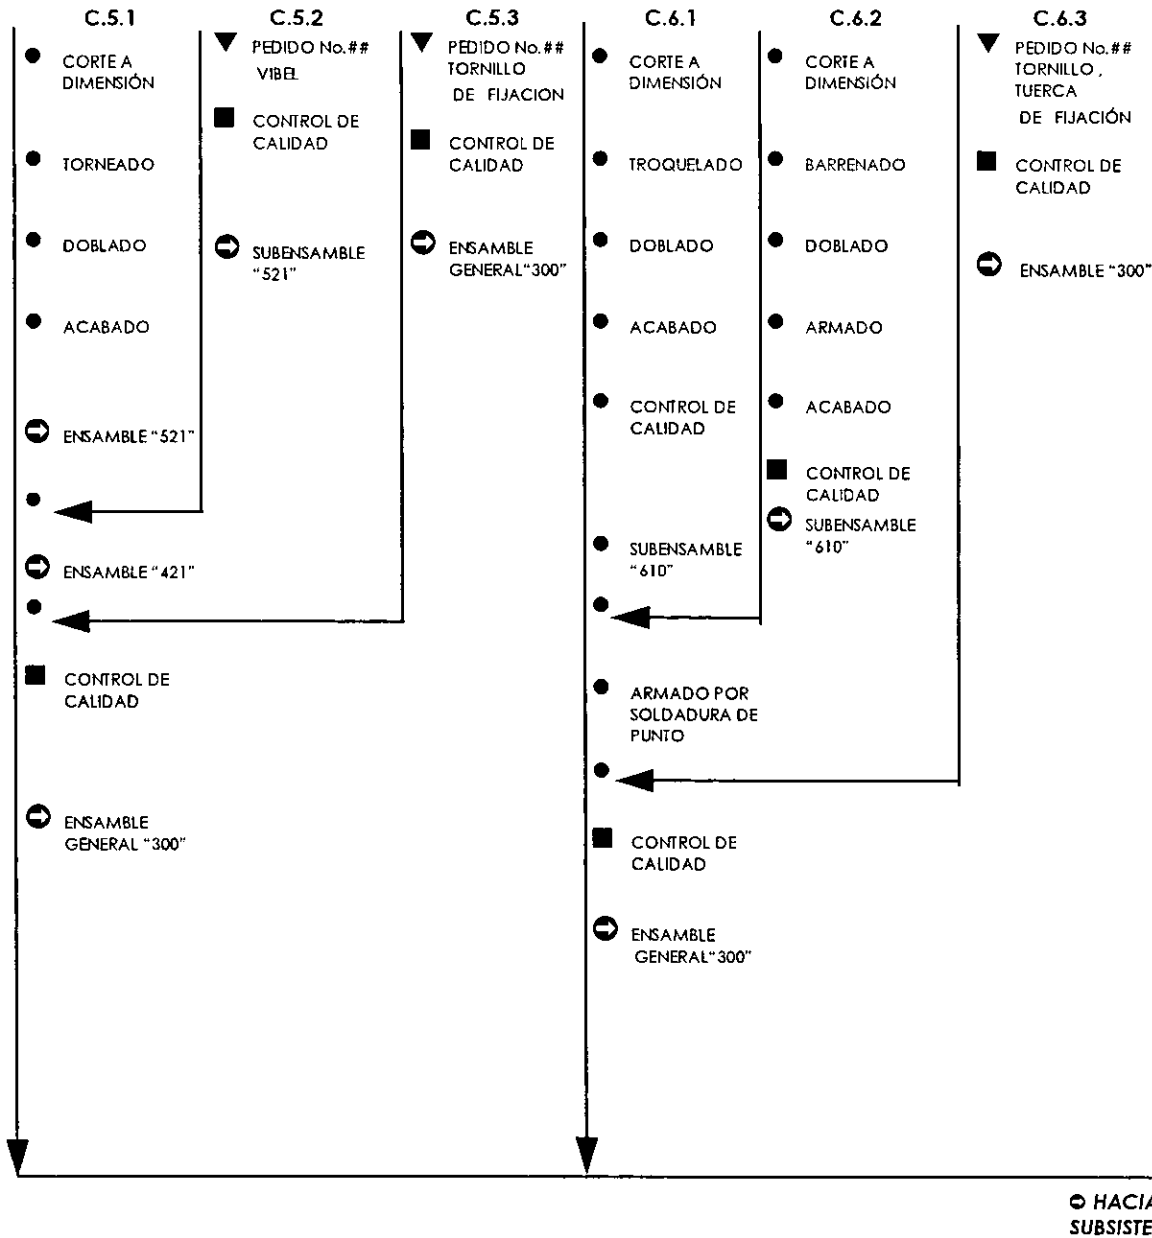 C.5.1
CORTE A
DIMENSIÓN
TORNEADO
DOBLADO
ACABADO
ENSAMBLE "521"
ENSAMBLE "421"
CONTROL DE
CALIDAD
ENSAMBLE
GENERAL "300"
C.5.2
PEDIDO No.##
VIBEL
CONTROL DE
CALIDAD
SUBENSAMBLE
"521"
C.5.3
PEDIDO No.##
TORNILLO
DE FIJACION
CONTROL DE
CALIDAD
ENSAMBLE
GENERAL"300"
C.6.1
CORTE A
DIMENSIÓN
TROQUELADO
DOBLADO
ACABADO
CONTROL DE
CALIDAD
SUBENSAMBLE
"610"
ARMADO POR
SOLDADURA DE
PUNTO
CONTROL DE
CALIDAD
ENSAMBLE
GENERAL"300"
C.6.2
CORTE A
DIMENSIÓN
BARRENADO
DOBLADO
ARMADO
ACABADO
CONTROL DE
CALIDAD
SUBENSAMBLE
"610"
C.6.3
PEDIDO No.##
TORNILLO ,
TUERCA
DE FIJACIÓN
CONTROL DE
CALIDAD
ENSAMBLE "300"
HACIA
SUBSISTE